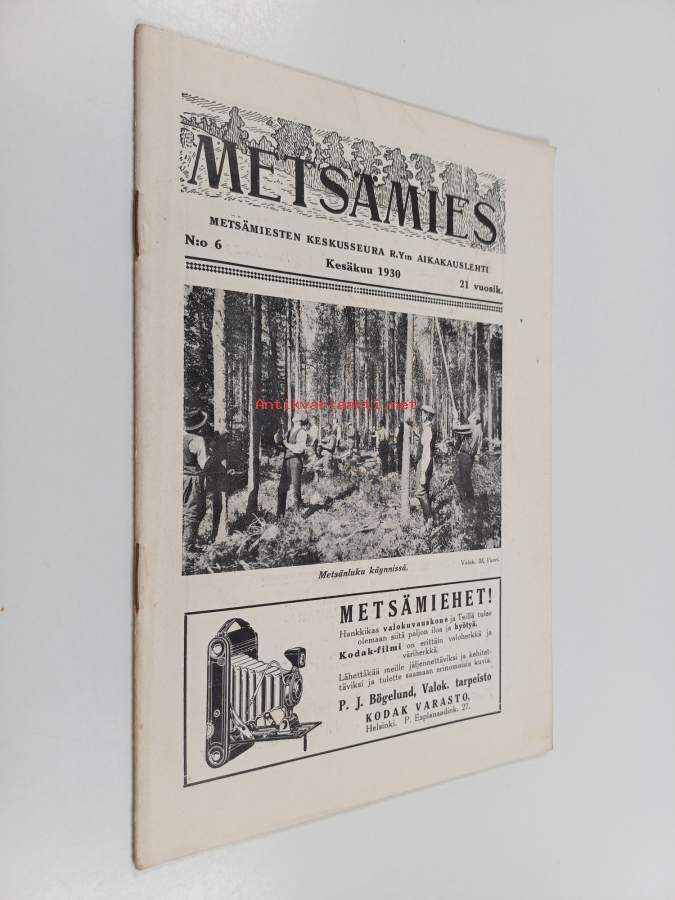 METSÄMIES
METSÄMIESTEN KESKUSSEURA R.Y:n AIKAKAUSLEHTI
N:o 6
Kesäkuu 1930
21 vuosik.
Antikvariaatti.net
Metsänluku käynnissä.
Valok.
METSÄMIEHET!
Hankkikaa valokuvauskone ja Teillä tulee
olemaan siitä paljon iloa ja hyötyä.
Kodak-filmi on erittäin valoherkkä ja
väriherkkä.
Lähettäkää meille jäljennettäviksi ja kehitet-
täviksi ja tulette saamaan erinomaisia kuvia.
P. J. Bögelund, Valok. tarpeisto
KODAK VARASTO.
Helsinki. P. Esplanaadink. 27.